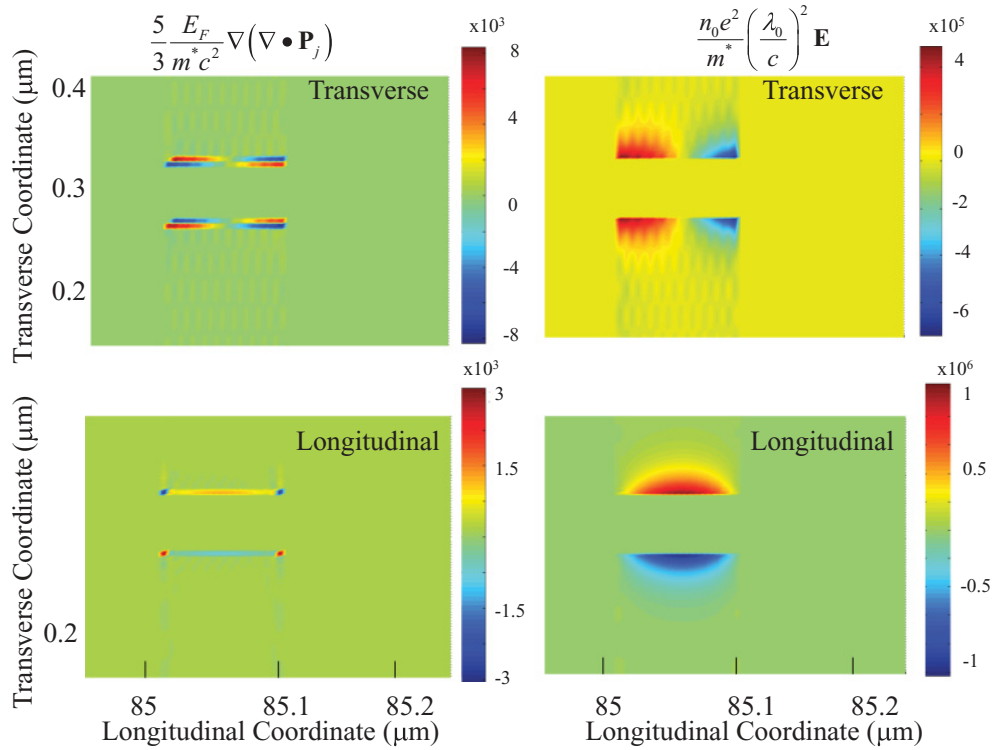 5/3 E_F/m*c² ∇(∇ • P_j)
n₀e²/m* (λ₀/c)² E
x10³
8
4
0
-4
-8
Transverse
Transverse Coordinate (μm)
0.4
0.3
0.2
x10⁵
4
2
0
-2
-4
-6
Transverse
x10³
3
1.5
0
-1.5
-3
Longitudinal
Transverse Coordinate (μm)
0.2
85
85.1
85.2
Longitudinal Coordinate (μm)
x10⁶
1
0.6
0
-0.5
-1
Longitudinal
85
85.1
85.2
Longitudinal Coordinate (μm)